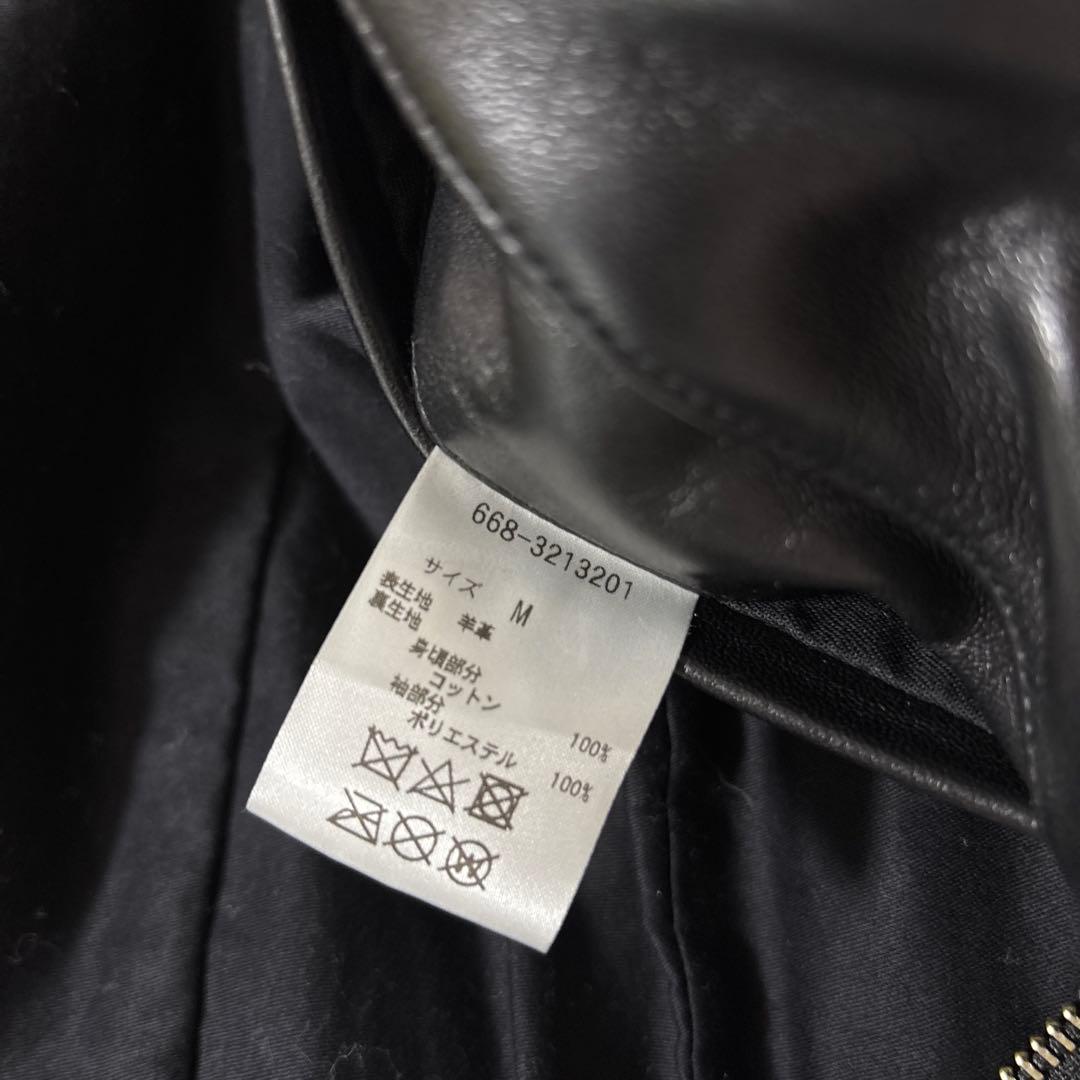 668-3213201
サイズ M
表生地 羊革
裏生地
身頃部分
コットン 100%
袖部分
ポリエステル 100%